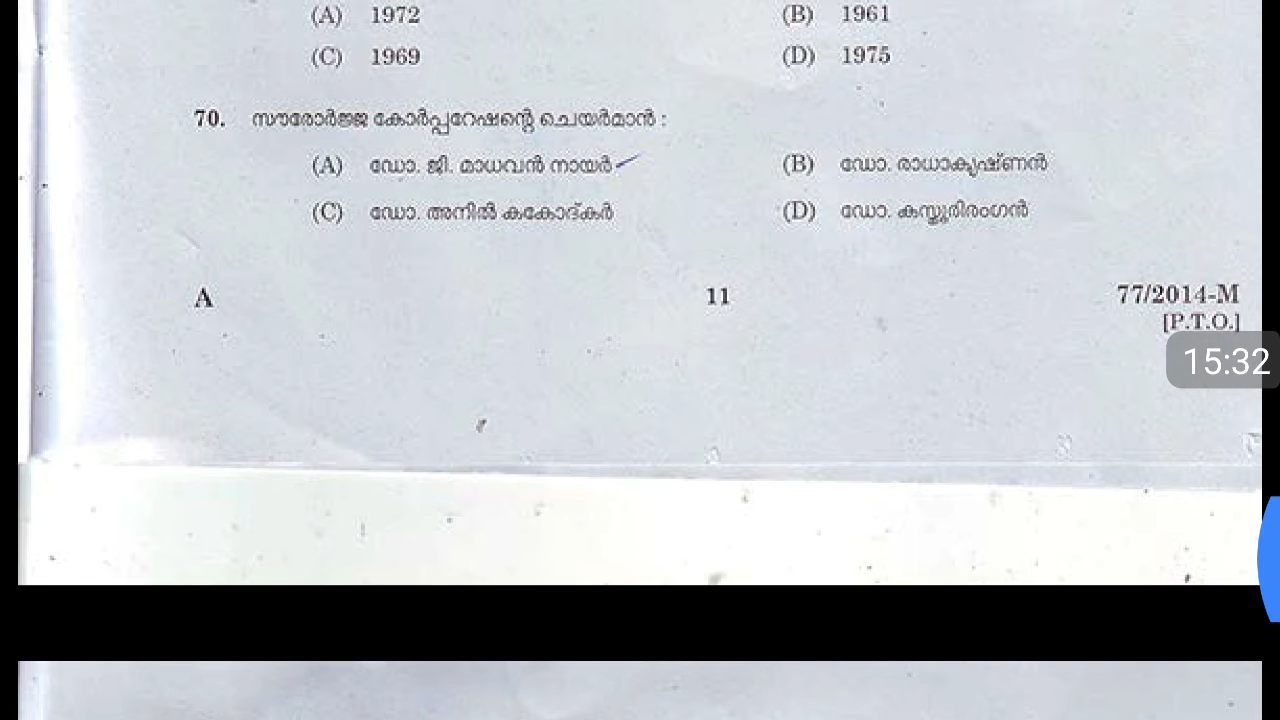 (A) 1972 (B) 1961
(C) 1969 (D) 1975
70. സൗരോർജ്ജ കോർപ്പറേഷന്റെ ചെയർമാൻ :
(A) ഡോ. ജി. മാധവൻ നായർ (B) ഡോ. രാധാകൃഷ്ണൻ
(C) ഡോ. അനിൽ കകോദ്കർ (D) ഡോ. കസ്തൂരിരംഗൻ
A 11 77/2014-M
[P.T.O.]
15:32